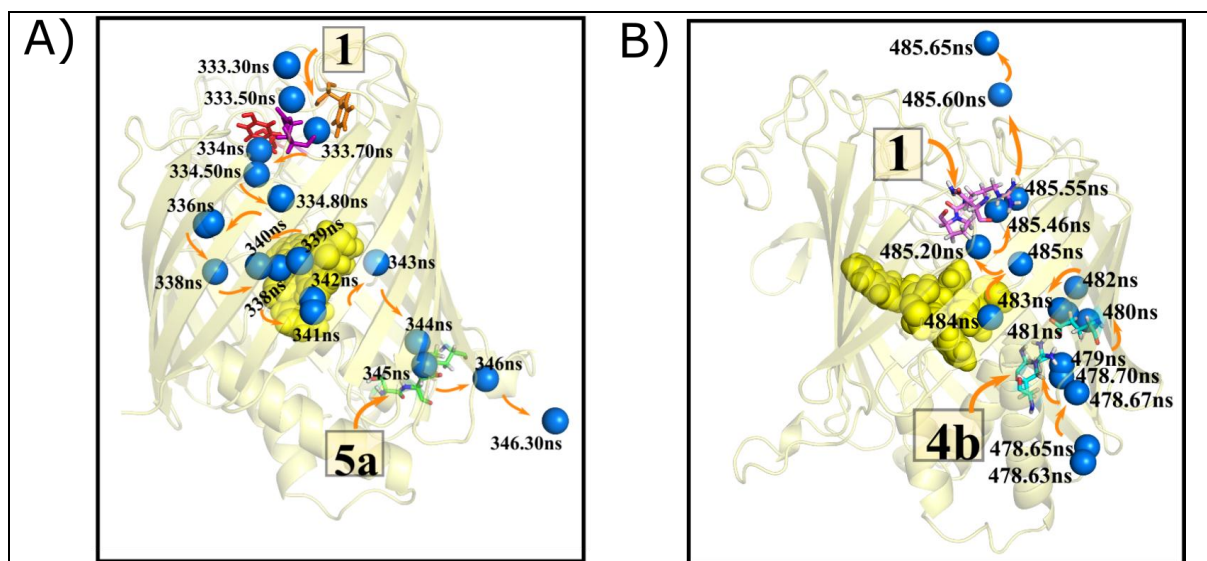 A)
1
333.30ns
333.50ns
333.70ns
334ns
334.50ns
334.80ns
336ns
340ns
339ns
343ns
338ns
338ns
342ns
341ns
344ns
345ns
346ns
346.30ns
5a
B)
485.65ns
485.60ns
1
485.55ns
485.46ns
485.20ns
485ns
482ns
483ns
484ns
480ns
481ns
479ns
478.70ns
478.67ns
4b
478.65ns
478.63ns